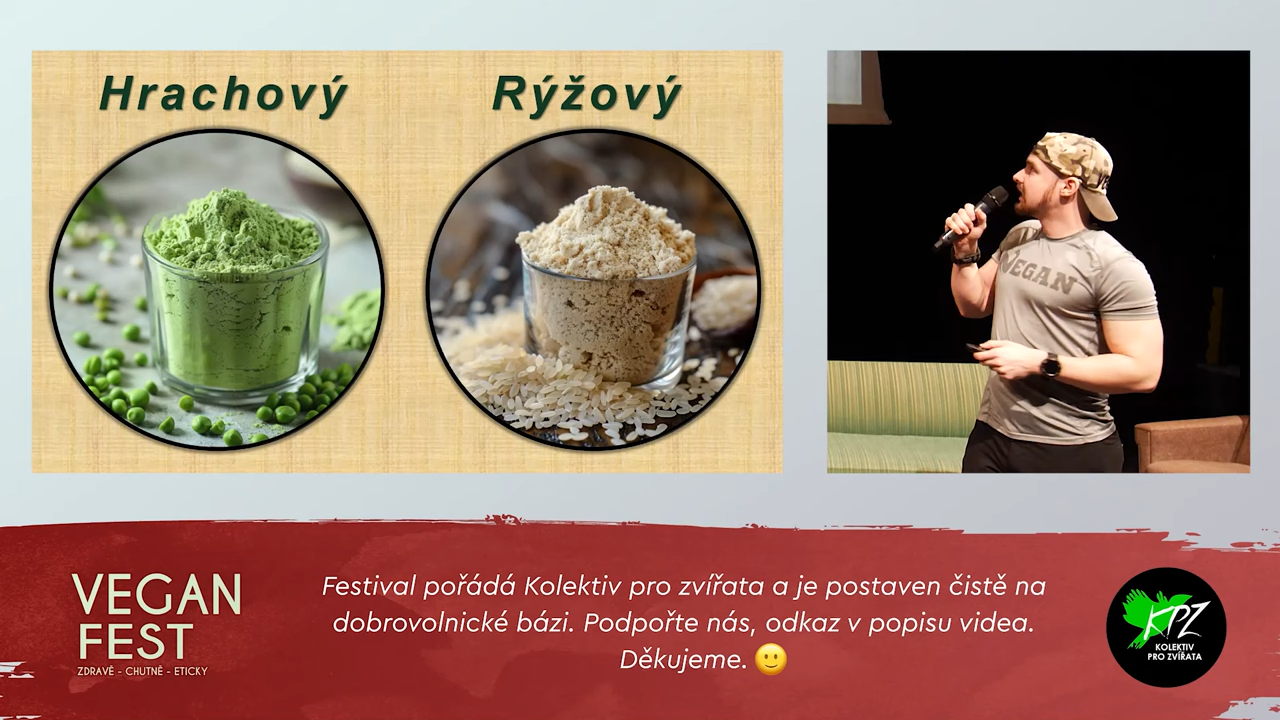 Hrachový
Rýžový
VEGAN
VEGAN
FEST
ZDRAVĚ - CHUTNĚ - ETICKY
Festival pořádá Kolektiv pro zvířata a je postaven čistě na
dobrovolnické bázi. Podpořte nás, odkaz v popisu videa.
Děkujeme. 🙂
KPZ
KOLEKTIV
PRO ZVÍŘATA